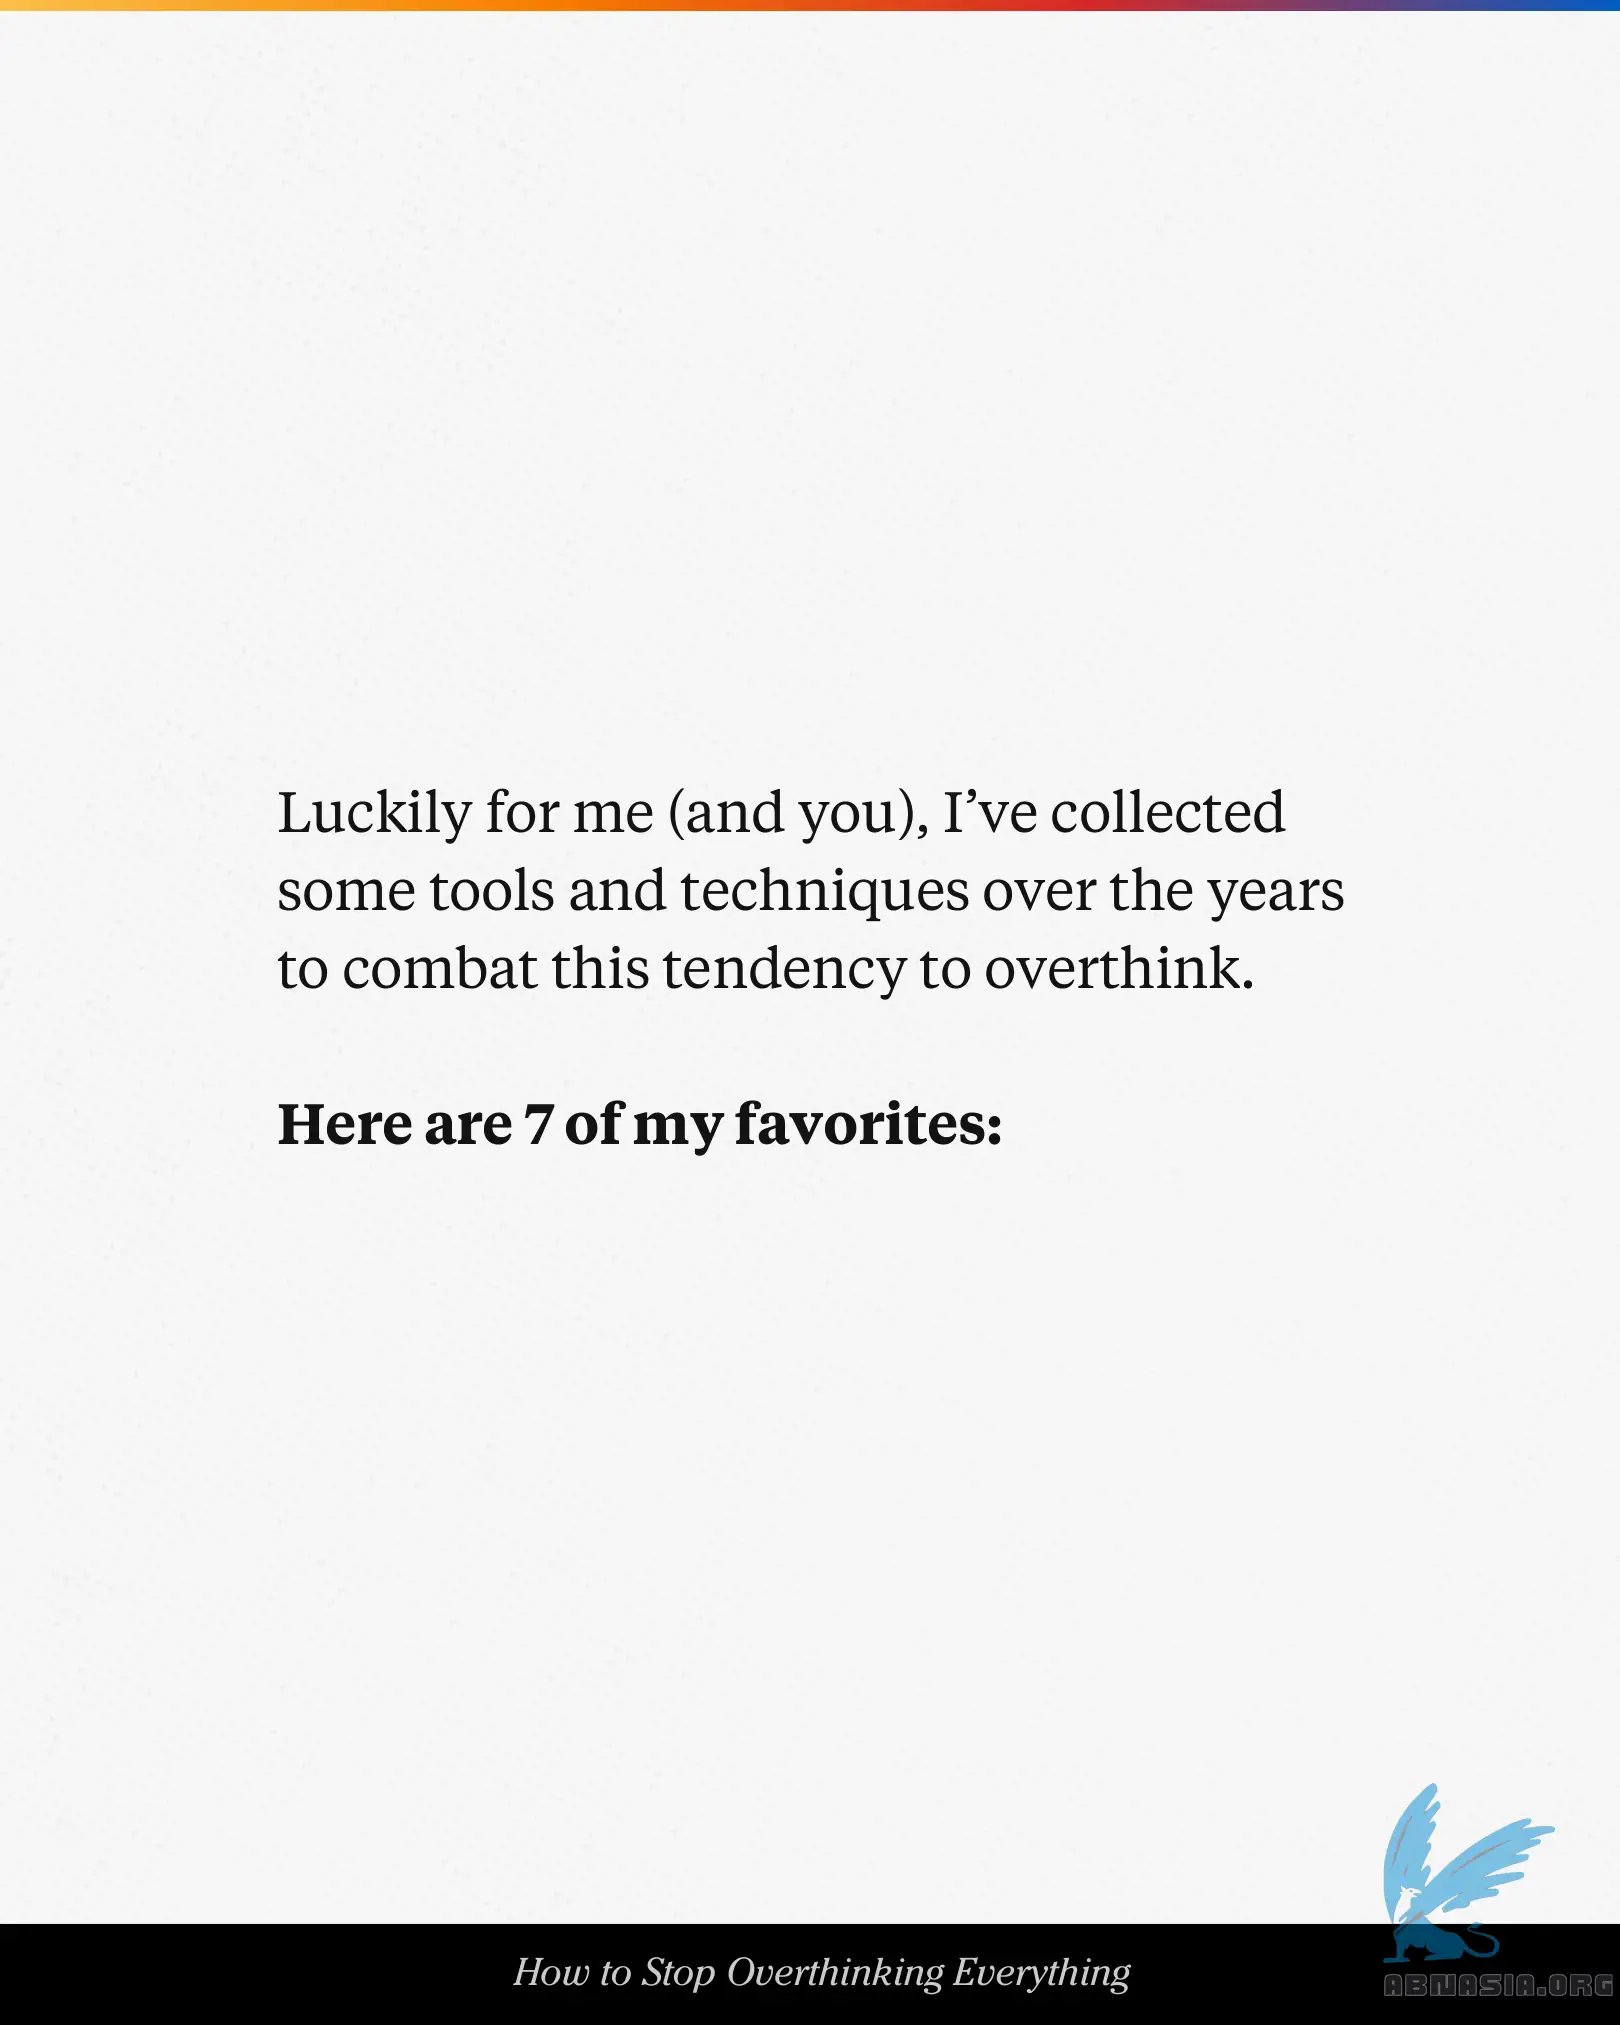 Luckily for me (and you), I’ve collected
some tools and techniques over the years
to combat this tendency to overthink.
Here are 7 of my favorites:
How to Stop Overthinking Everything
ABNASIA.ORG